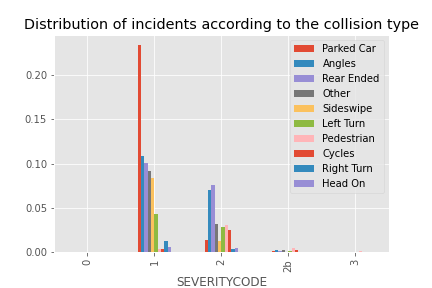 Distribution of incidents according to the collision type
0.20
0.15
0.10
0.05
0.00
Parked Car
Angles
Rear Ended
Other
Sideswipe
Left Turn
Pedestrian
Cycles
Right Turn
Head On
0
1
2
2b
3
SEVERITYCODE